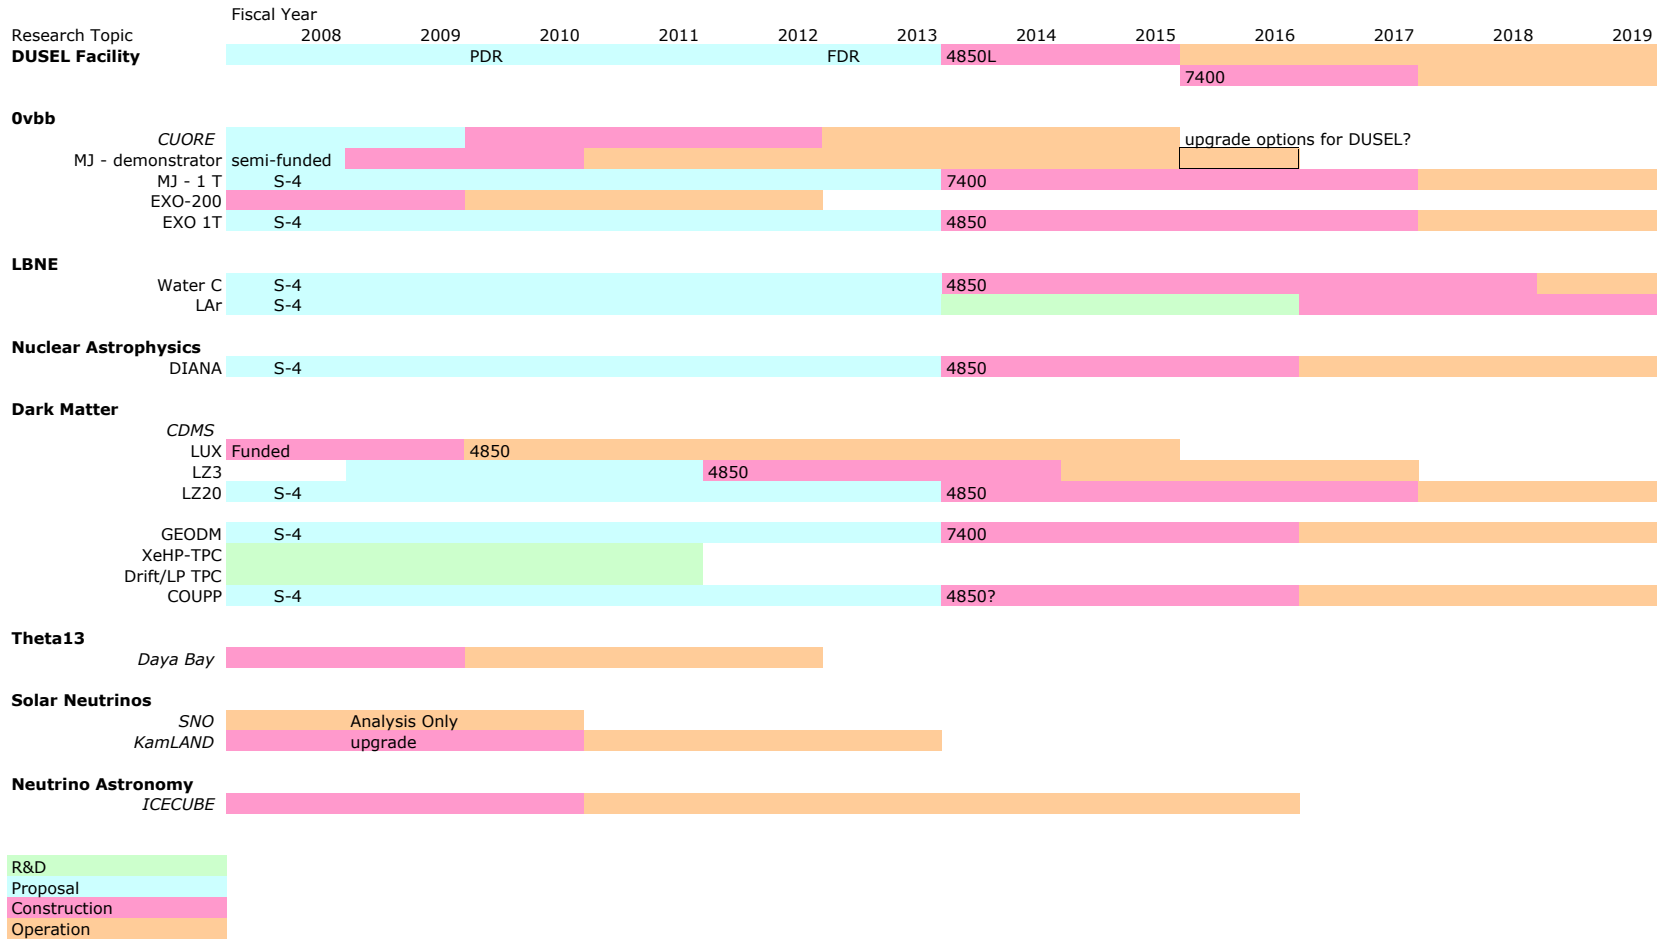 Fiscal Year
Research Topic 2008 2009 2010 2011 2012 2013 2014 2015 2016 2017 2018 2019
DUSEL Facility PDR FDR 4850L
7400
0vbb
CUORE upgrade options for DUSEL?
MJ - demonstrator semi-funded
MJ - 1 T S-4 7400
EXO-200
EXO 1T S-4 4850
LBNE
Water C S-4 4850
LAr S-4
Nuclear Astrophysics
DIANA S-4 4850
Dark Matter
CDMS
LUX Funded 4850
LZ3 4850
LZ20 S-4 4850
GEODM S-4 7400
XeHP-TPC
Drift/LP TPC
COUPP S-4 4850?
Theta13
Daya Bay
Solar Neutrinos
SNO Analysis Only
KamLAND upgrade
Neutrino Astronomy
ICECUBE
R&D
Proposal
Construction
Operation